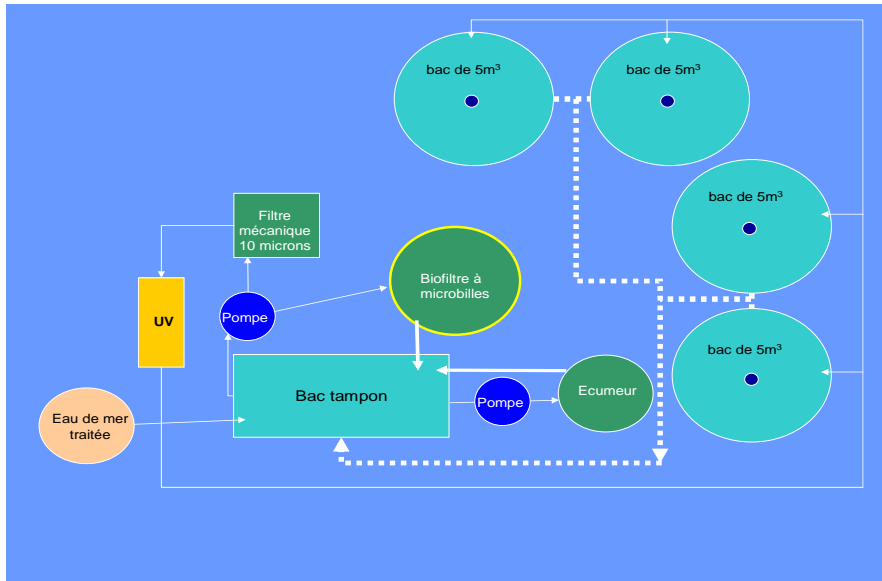 bac de 5m³
bac de 5m³
bac de 5m³
Filtre
mécanique
10 microns
Biofiltre à
microbilles
UV
Pompe
bac de 5m³
Bac tampon
Ecumeur
Pompe
Eau de mer
traitée